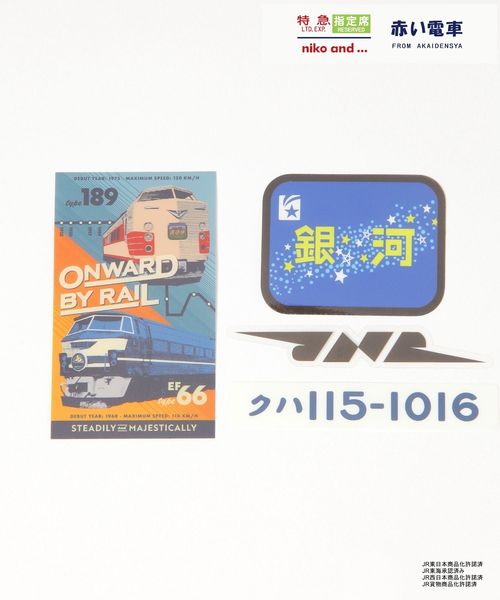 特急
LTD.EXP.
指定席
RESERVED
niko and ...
赤い電車
FROM AKAIDENSYA
DEBUT YEAR: 1975 - MAXIMUM SPEED: 120 KM/H
type 189
ONWARD
BY RAIL
EF
type 66
DEBUT YEAR: 1968 - MAXIMUM SPEED: 110 KM/H
STEADILY AND MAJESTICALLY
銀河
JNR
クハ115-1016
JR東日本商品化許諾済
JR東海承認済み
JR西日本商品化許諾済
JR貨物商品化許諾済